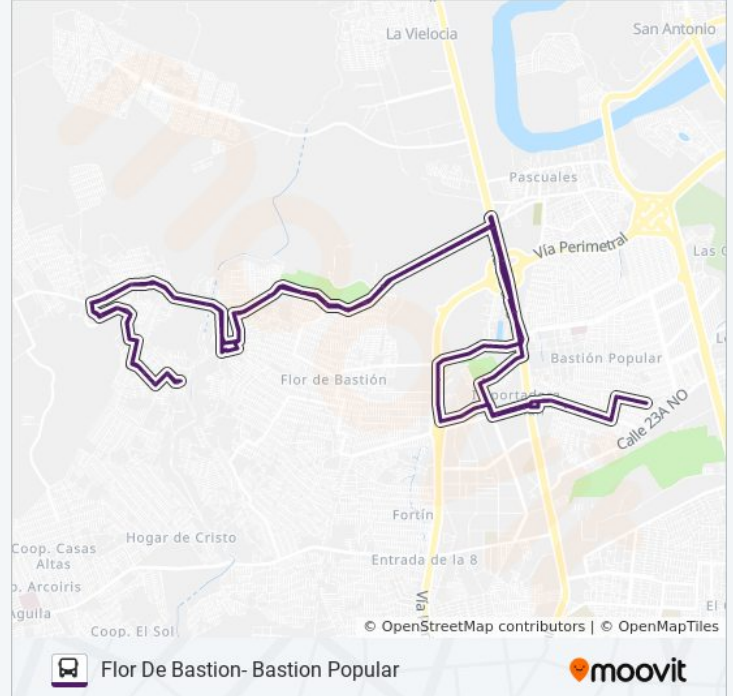 La Vielocia
San Antonio
Pascuales
Vía Perimetral
Las
Bastión Popular
Flor de Bastión
Calle 23A NO
Fortín
Hogar de Cristo
Coop. Casas
Altas
Entrada de la 8
Arcoiris
Vía
El
Coop. El Sol
© OpenStreetMap contributors | © OpenMapTiles
Flor De Bastion- Bastion Popular
moovit